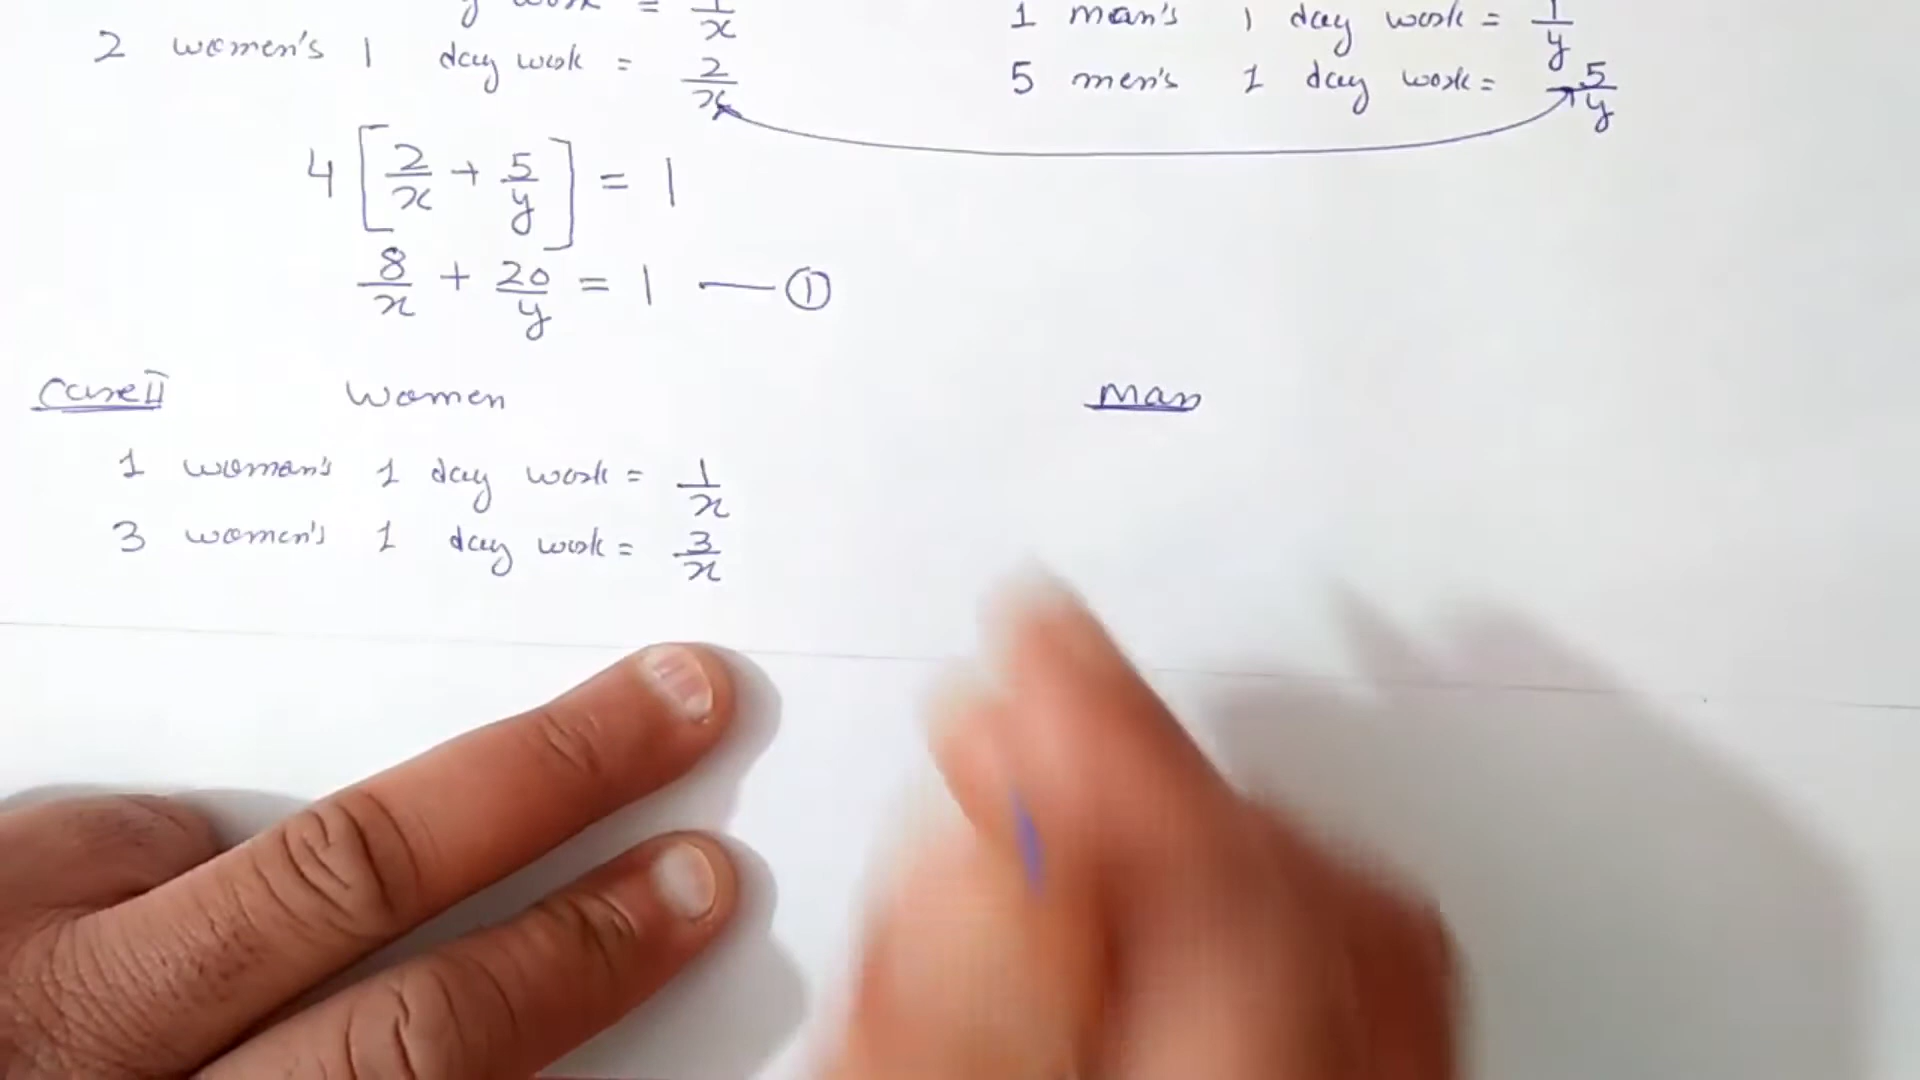 y work = 1/x
2 women's 1 day work = 2/x
1 man's 1 day work = 1/y
5 men's 1 day work = 5/y
4 [2/x + 5/y] = 1
8/x + 20/y = 1 — ①
Case II Women Man
1 woman's 1 day work = 1/x
3 women's 1 day work = 3/x